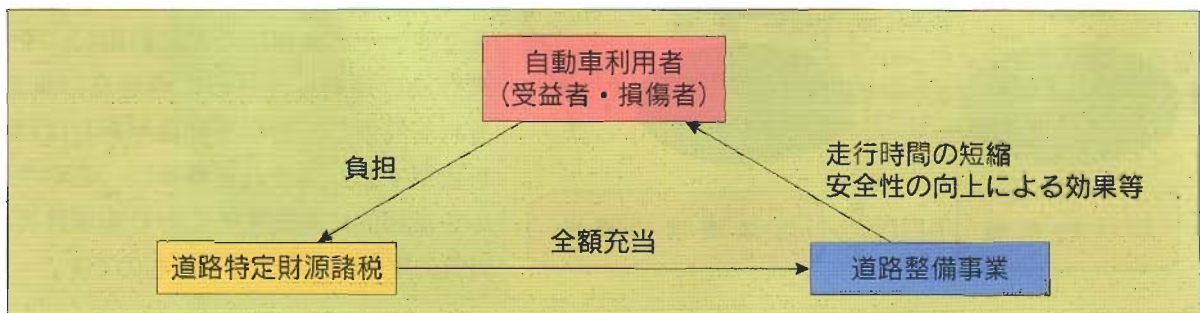 自動車利用者
（受益者・損傷者）
負担
走行時間の短縮
安全性の向上による効果等
全額充当
道路特定財源諸税
道路整備事業